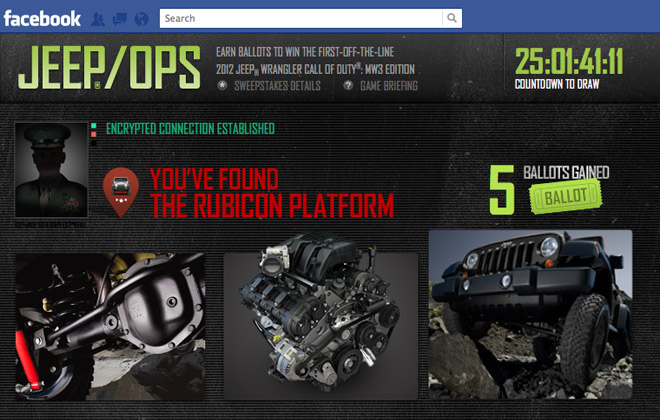 facebook
Search
JEEP/OPS
EARN BALLOTS TO WIN THE FIRST-OFF-THE-LINE
2012 JEEP WRANGLER CALL OF DUTY: MW3 EDITION
SWEEPSTAKES DETAILS
GAME BRIEFING
25:01:41:11
COUNTDOWN TO DRAW
ENCRYPTED CONNECTION ESTABLISHED
YOU'VE FOUND
THE RUBICON PLATFORM
5
BALLOTS GAINED
BALLOT